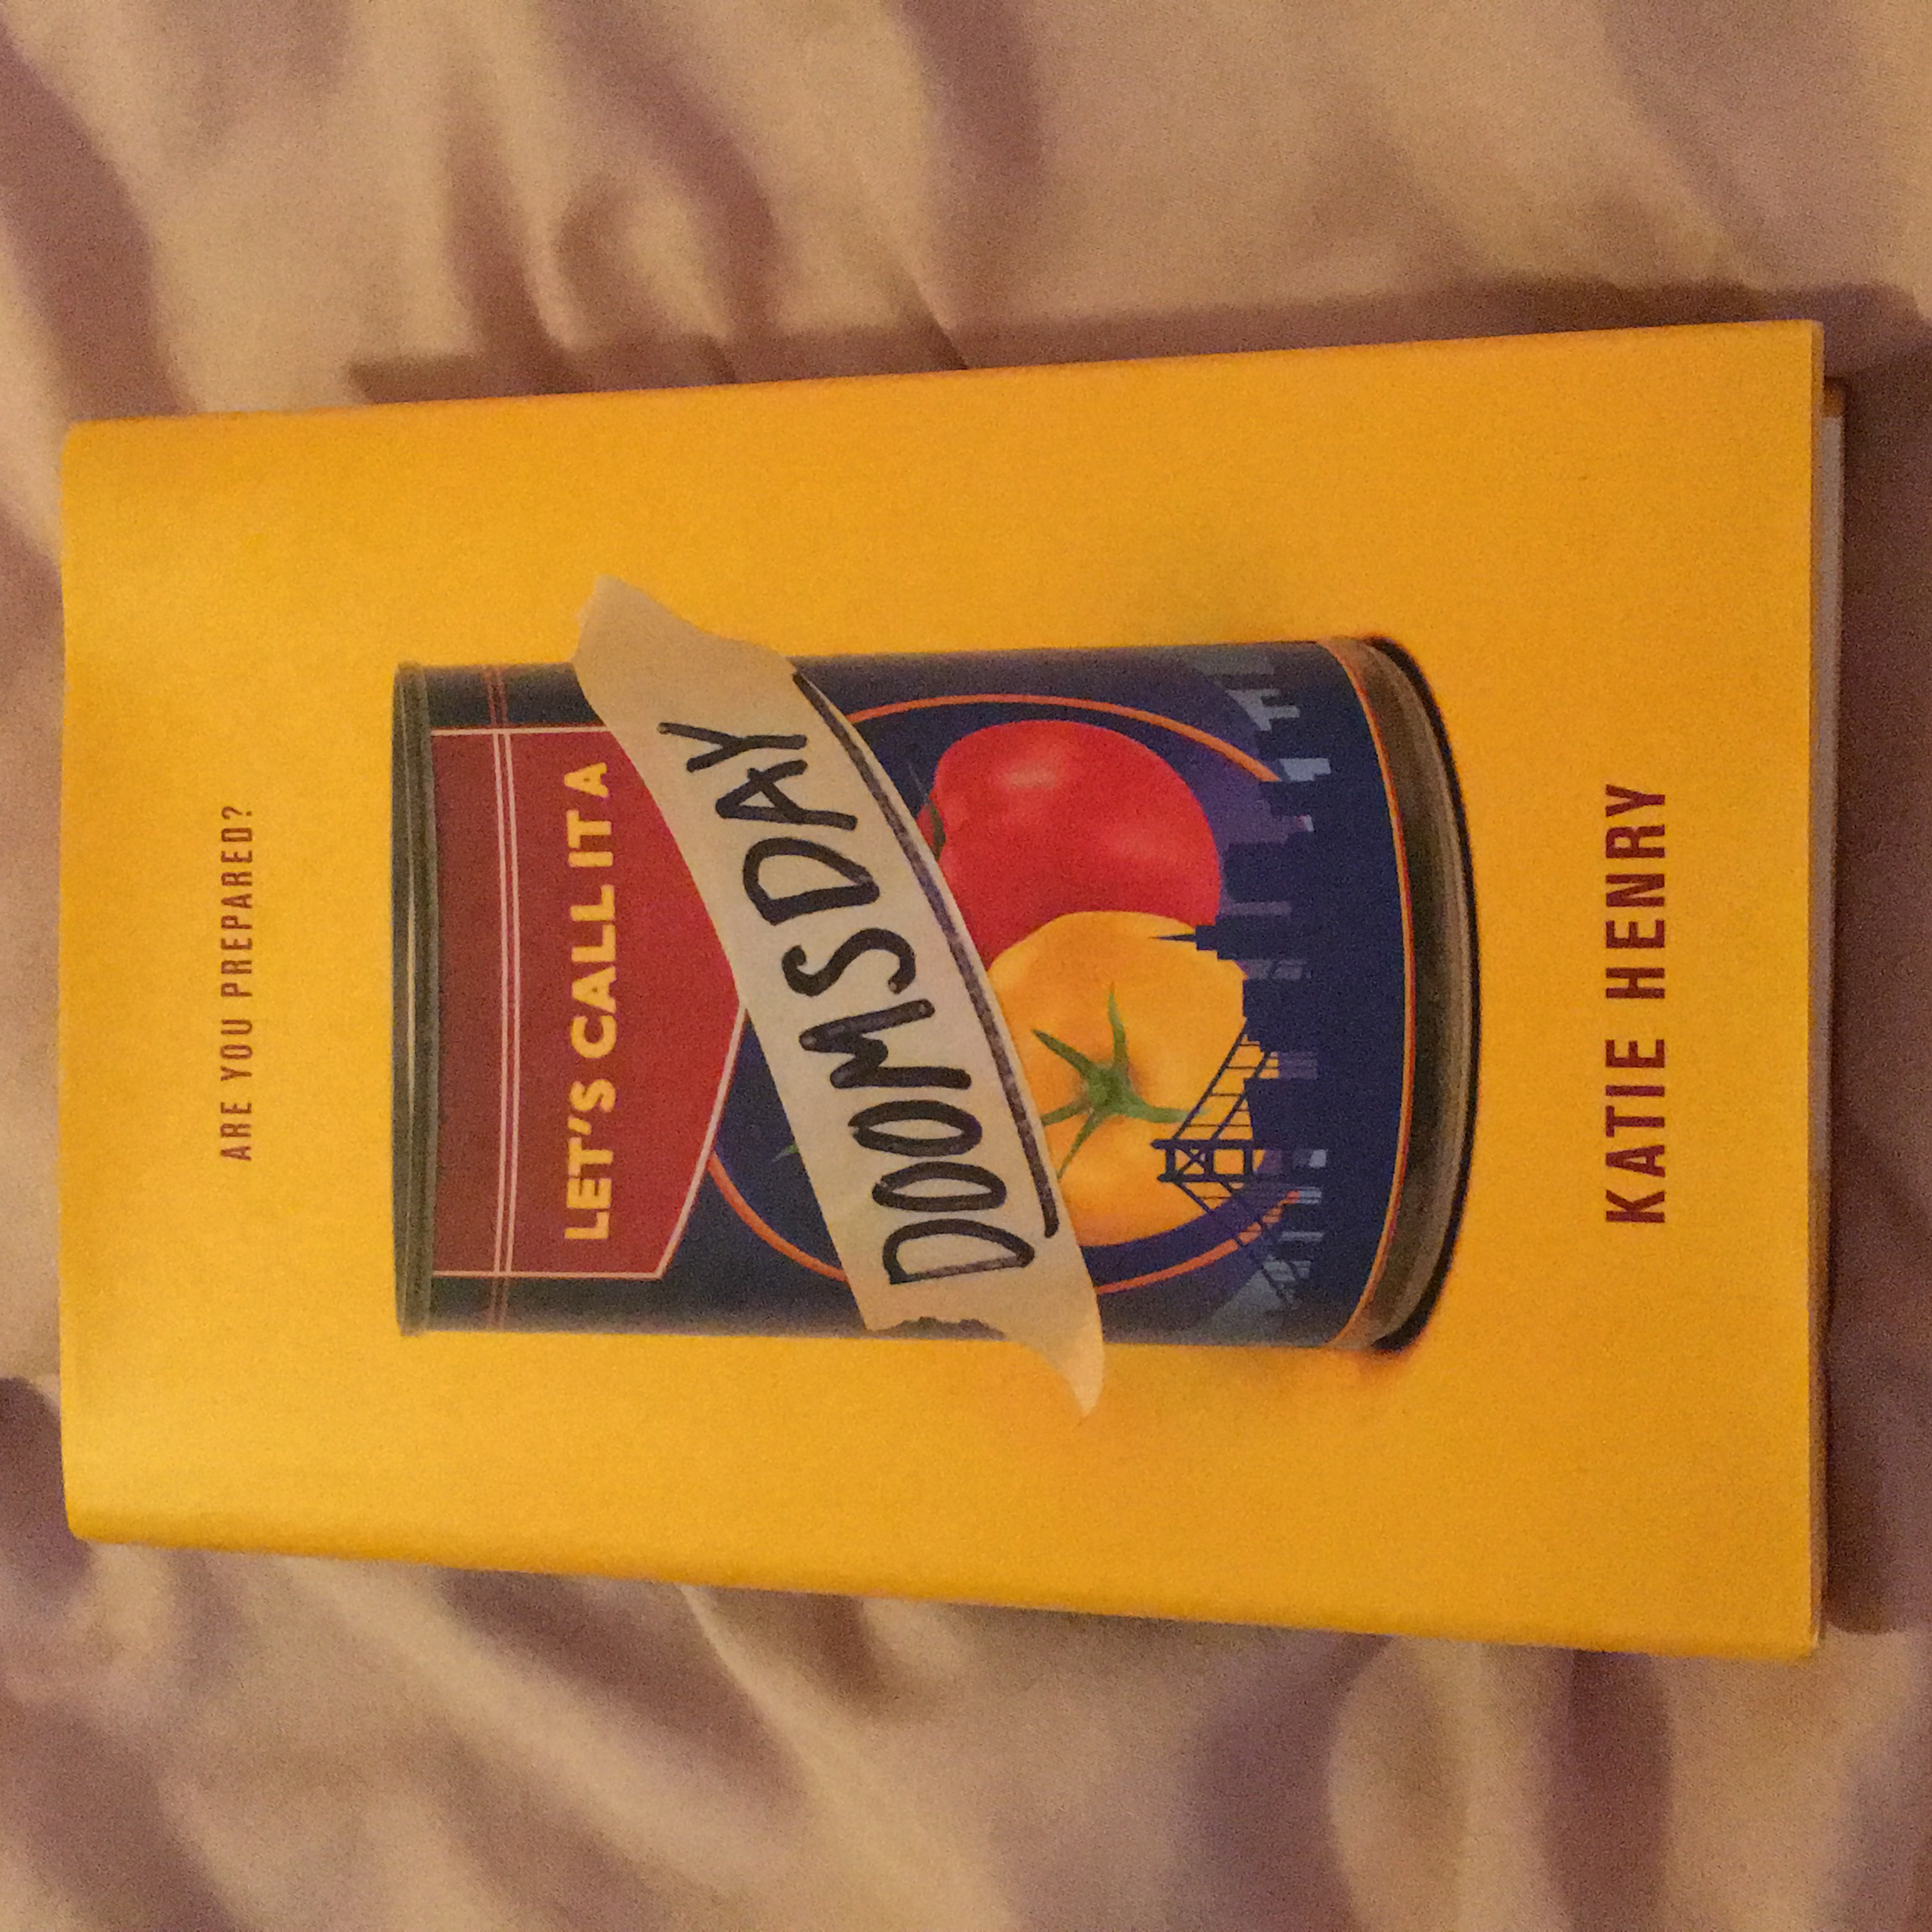 ARE YOU PREPARED?
LET'S CALL IT A
DOOMSDAY
KATIE HENRY